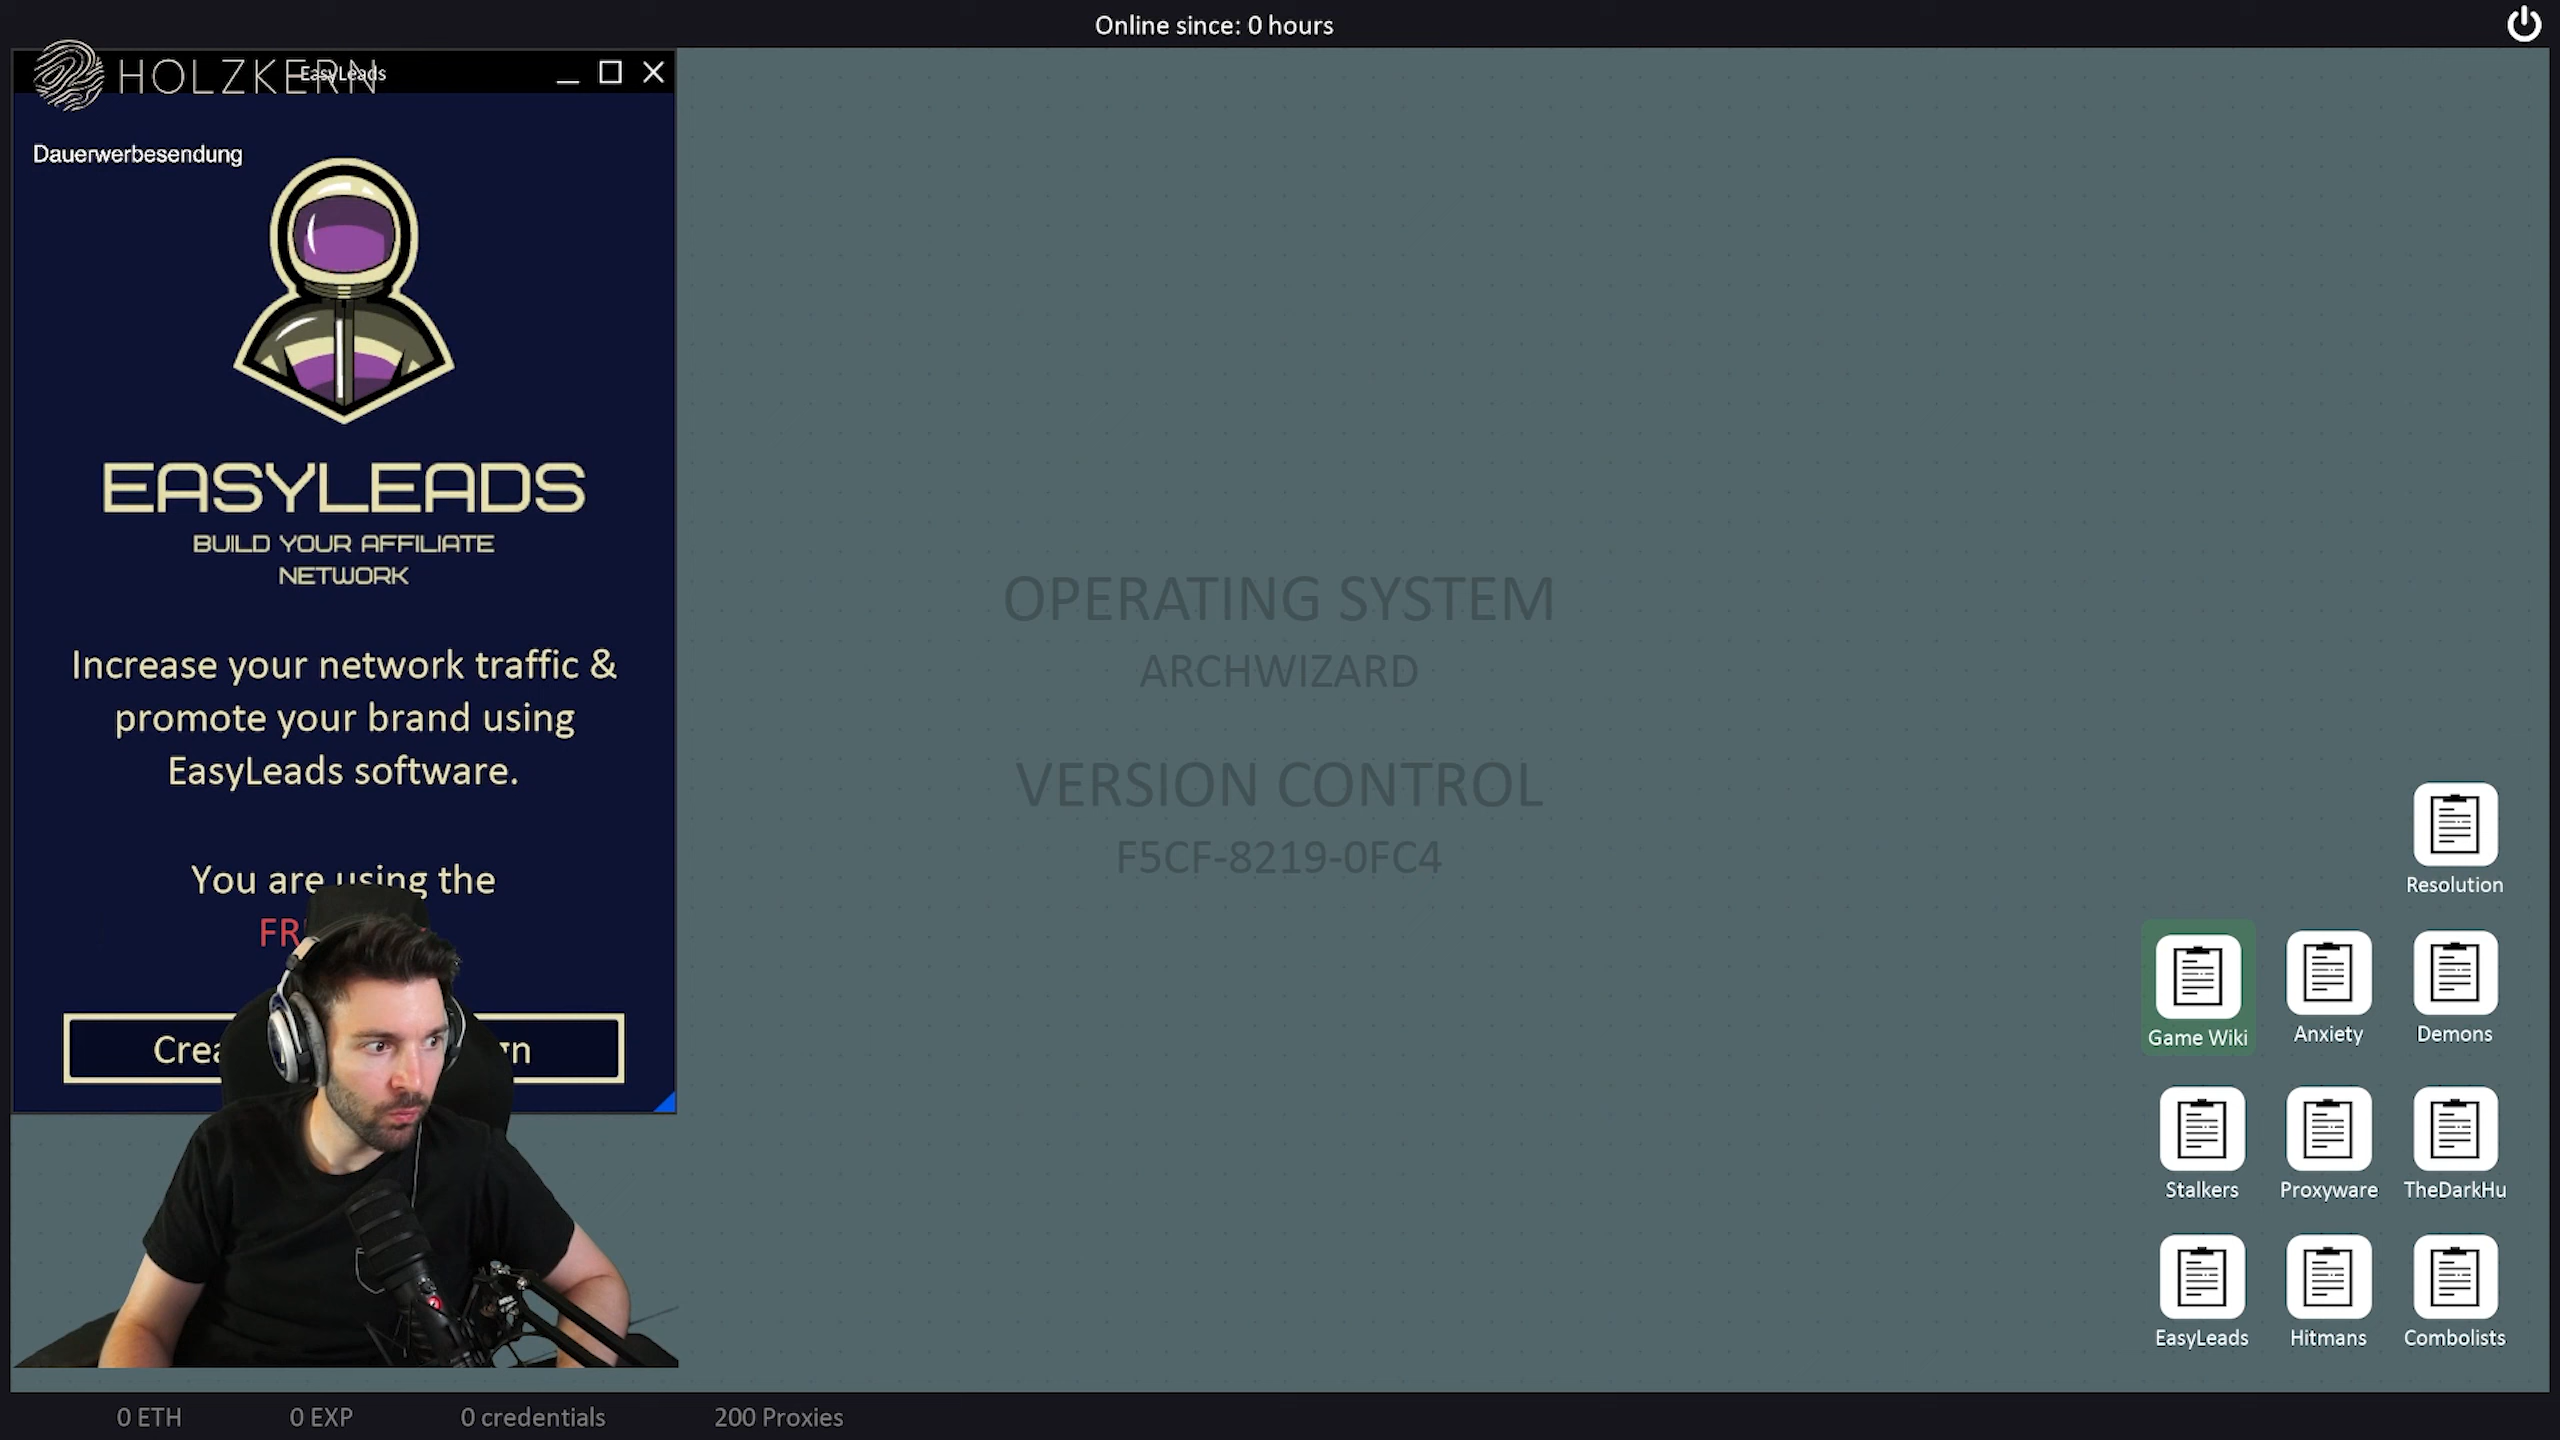 Online since: 0 hours
HOLZKERN
EasyLeads
Dauerwerbesendung
EASYLEADS
BUILD YOUR AFFILIATE
NETWORK
Increase your network traffic &
promote your brand using
EasyLeads software.
You are using the
OPERATING SYSTEM
ARCHWIZARD
VERSION CONTROL
F5CF-8219-0FC4
Resolution
Game Wiki
Anxiety
Demons
Stalkers
Proxyware
TheDarkHu
EasyLeads
Hitmans
Combolists
0 ETH
0 EXP
0 credentials
200 Proxies